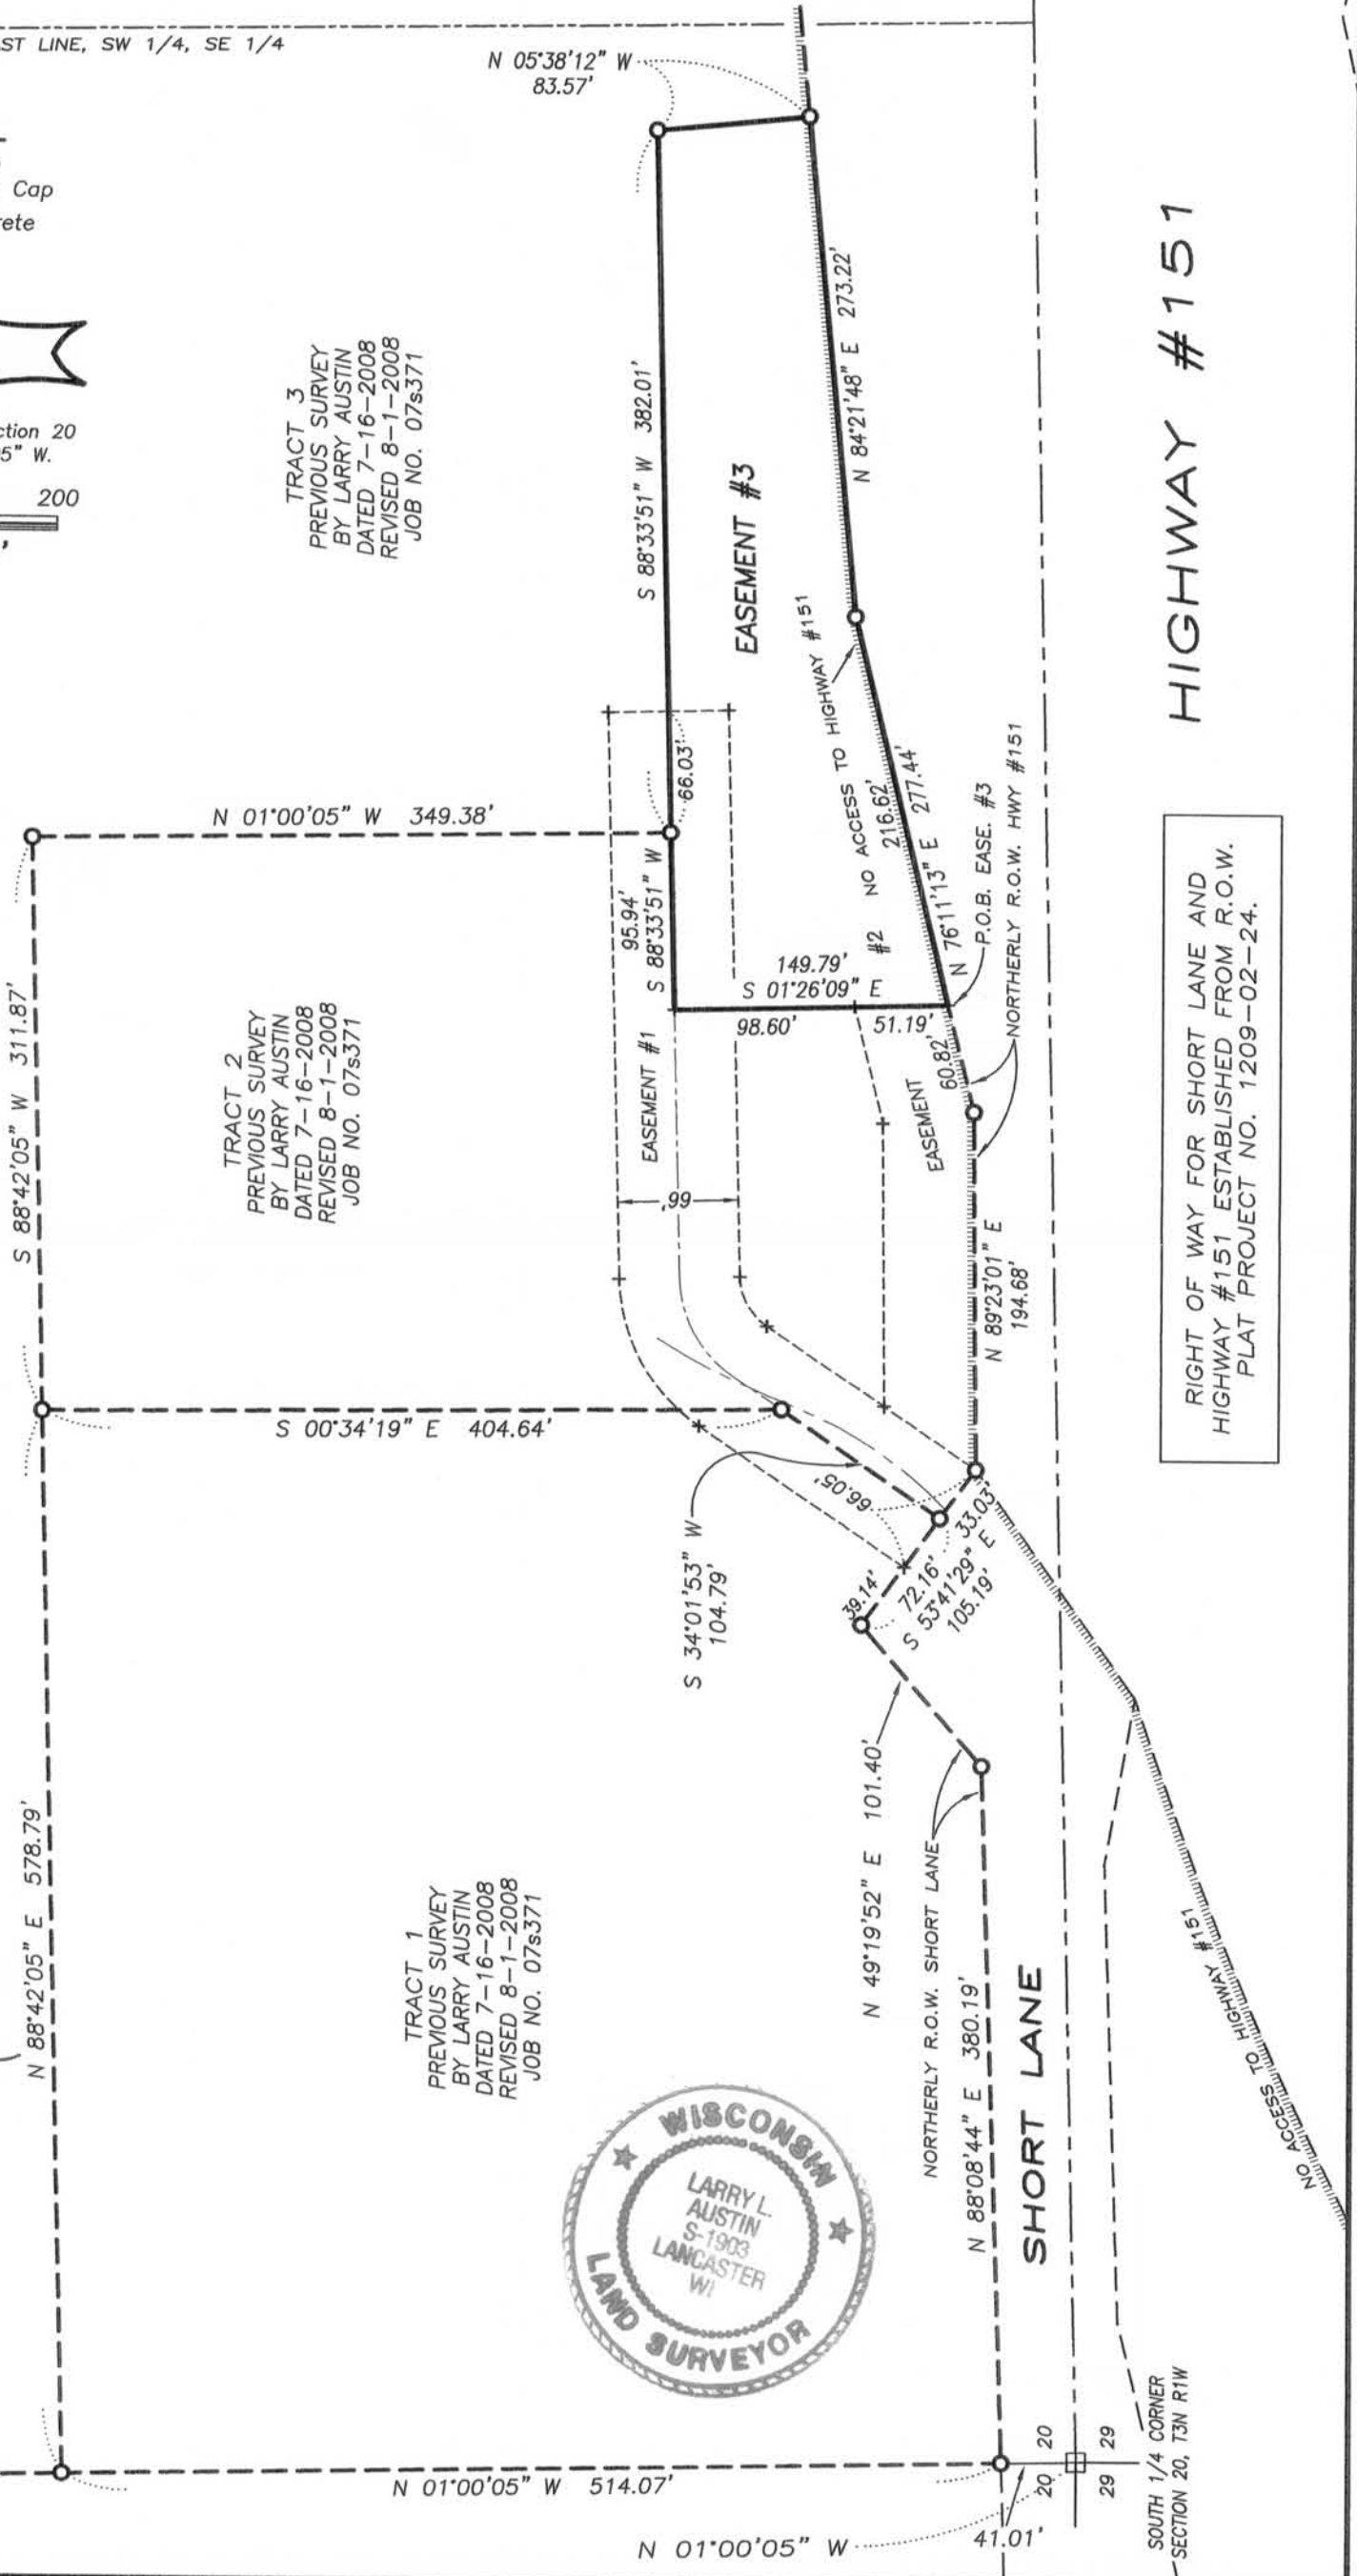 ST LINE, SW 1/4, SE 1/4
N 05°38'12" W
83.57'
Cap
ction 20
5" W.
200
'
TRACT 3
PREVIOUS SURVEY
BY LARRY AUSTIN
DATED 7-16-2008
REVISED 8-1-2008
JOB NO. 07s371
S 88°33'51" W 382.01'
EASEMENT #3
N 84°21'48" E 273.22'
HIGHWAY #151
NO ACCESS TO HIGHWAY #151
216.62'
N 76°11'13" E 277.44'
P.O.B. EASE. #3
NORTHERLY R.O.W. HWY #151
N 01°00'05" W 349.38'
66.03'
95.94'
S 88°33'51" W
149.79'
S 01°26'09" E
98.60'
51.19'
#2
EASEMENT
60.82'
S 88°42'05" W 311.87'
TRACT 2
PREVIOUS SURVEY
BY LARRY AUSTIN
DATED 7-16-2008
REVISED 8-1-2008
JOB NO. 07s371
EASEMENT #1
66'
N 89°23'01" E
194.68'
RIGHT OF WAY FOR SHORT LANE AND
HIGHWAY #151 ESTABLISHED FROM R.O.W.
PLAT PROJECT NO. 1209-02-24.
S 00°34'19" E 404.64'
66.05'
33.03'
S 34°01'53" W
104.79'
39.14'
72.16'
S 53°41'29" E
105.19'
N 49°19'52" E 101.40'
NORTHERLY R.O.W. SHORT LANE
N 88°42'05" E 578.79'
TRACT 1
PREVIOUS SURVEY
BY LARRY AUSTIN
DATED 7-16-2008
REVISED 8-1-2008
JOB NO. 07s371
N 88°08'44" E 380.19'
SHORT LANE
NO ACCESS TO HIGHWAY #151
WISCONSIN
LARRY L.
AUSTIN
S-1903
LANCASTER
WI
LAND SURVEYOR
N 01°00'05" W 514.07'
20
20
29
29
SOUTH 1/4 CORNER
SECTION 20, T3N R1W
N 01°00'05" W
41.01'